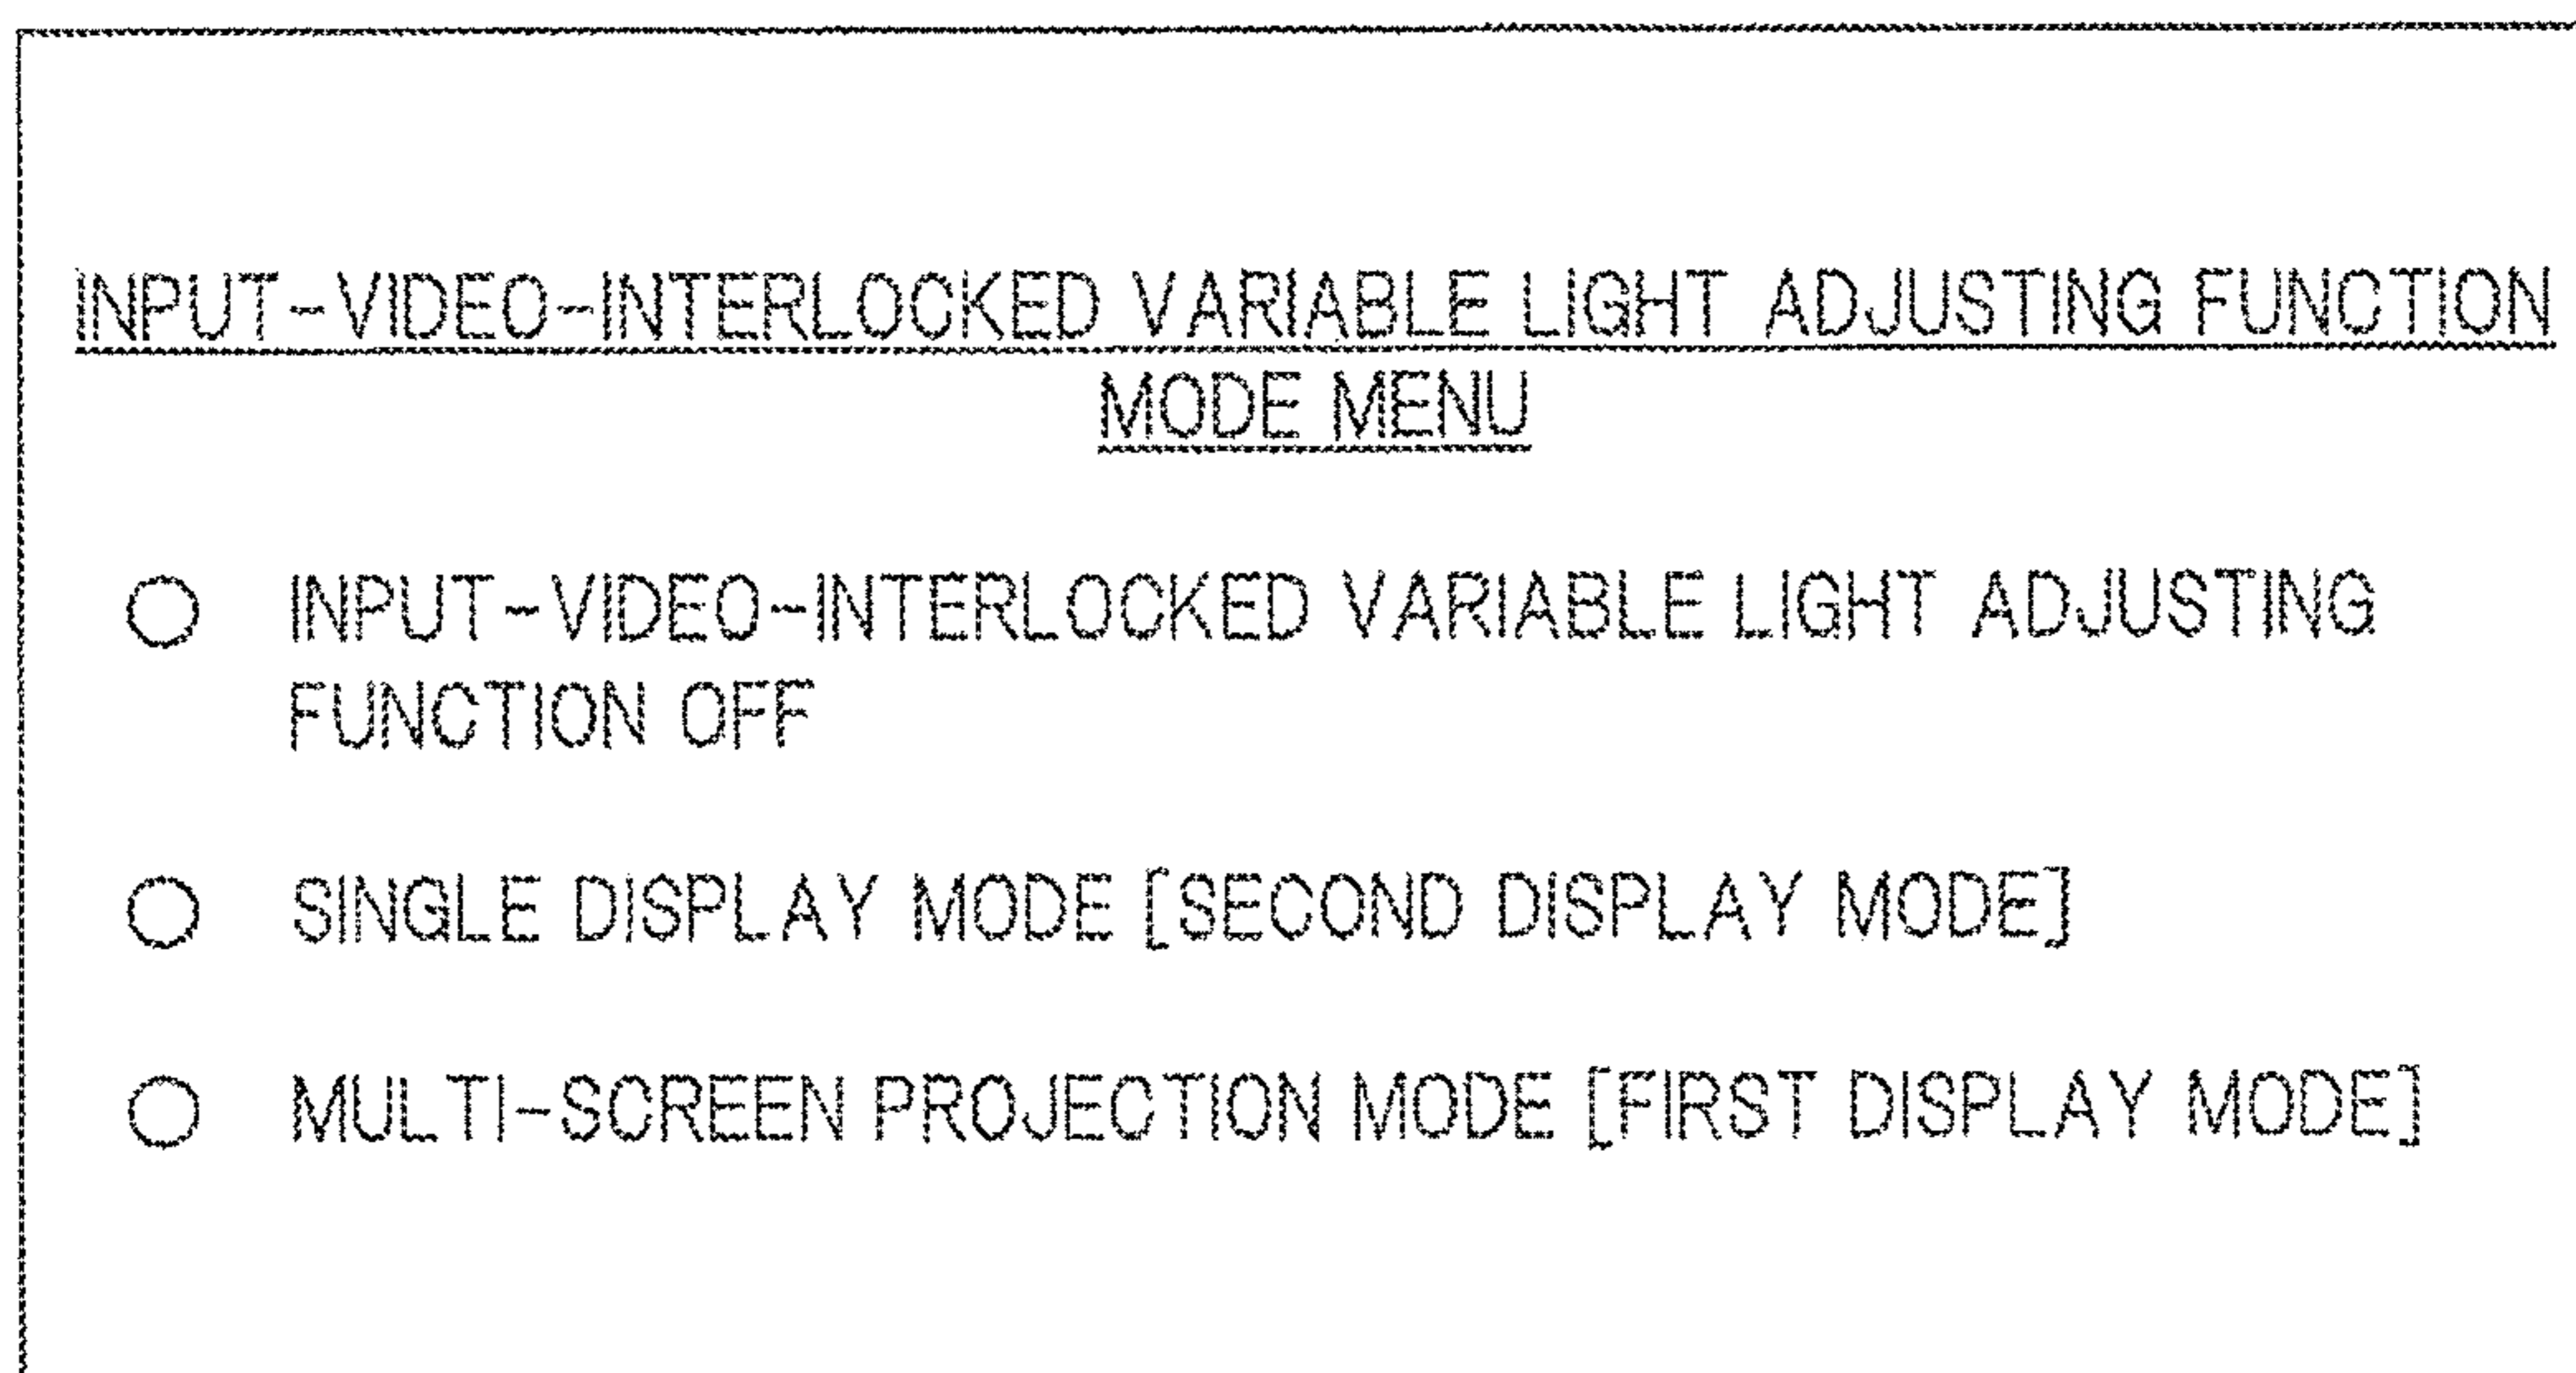 INPUT-VIDEO-INTERLOCKED VARIABLE LIGHT ADJUSTING FUNCTION
MODE MENU
INPUT-VIDEO-INTERLOCKED VARIABLE LIGHT ADJUSTING
FUNCTION OFF
SINGLE DISPLAY MODE [SECOND DISPLAY MODE]
MULTI-SCREEN PROJECTION MODE [FIRST DISPLAY MODE]